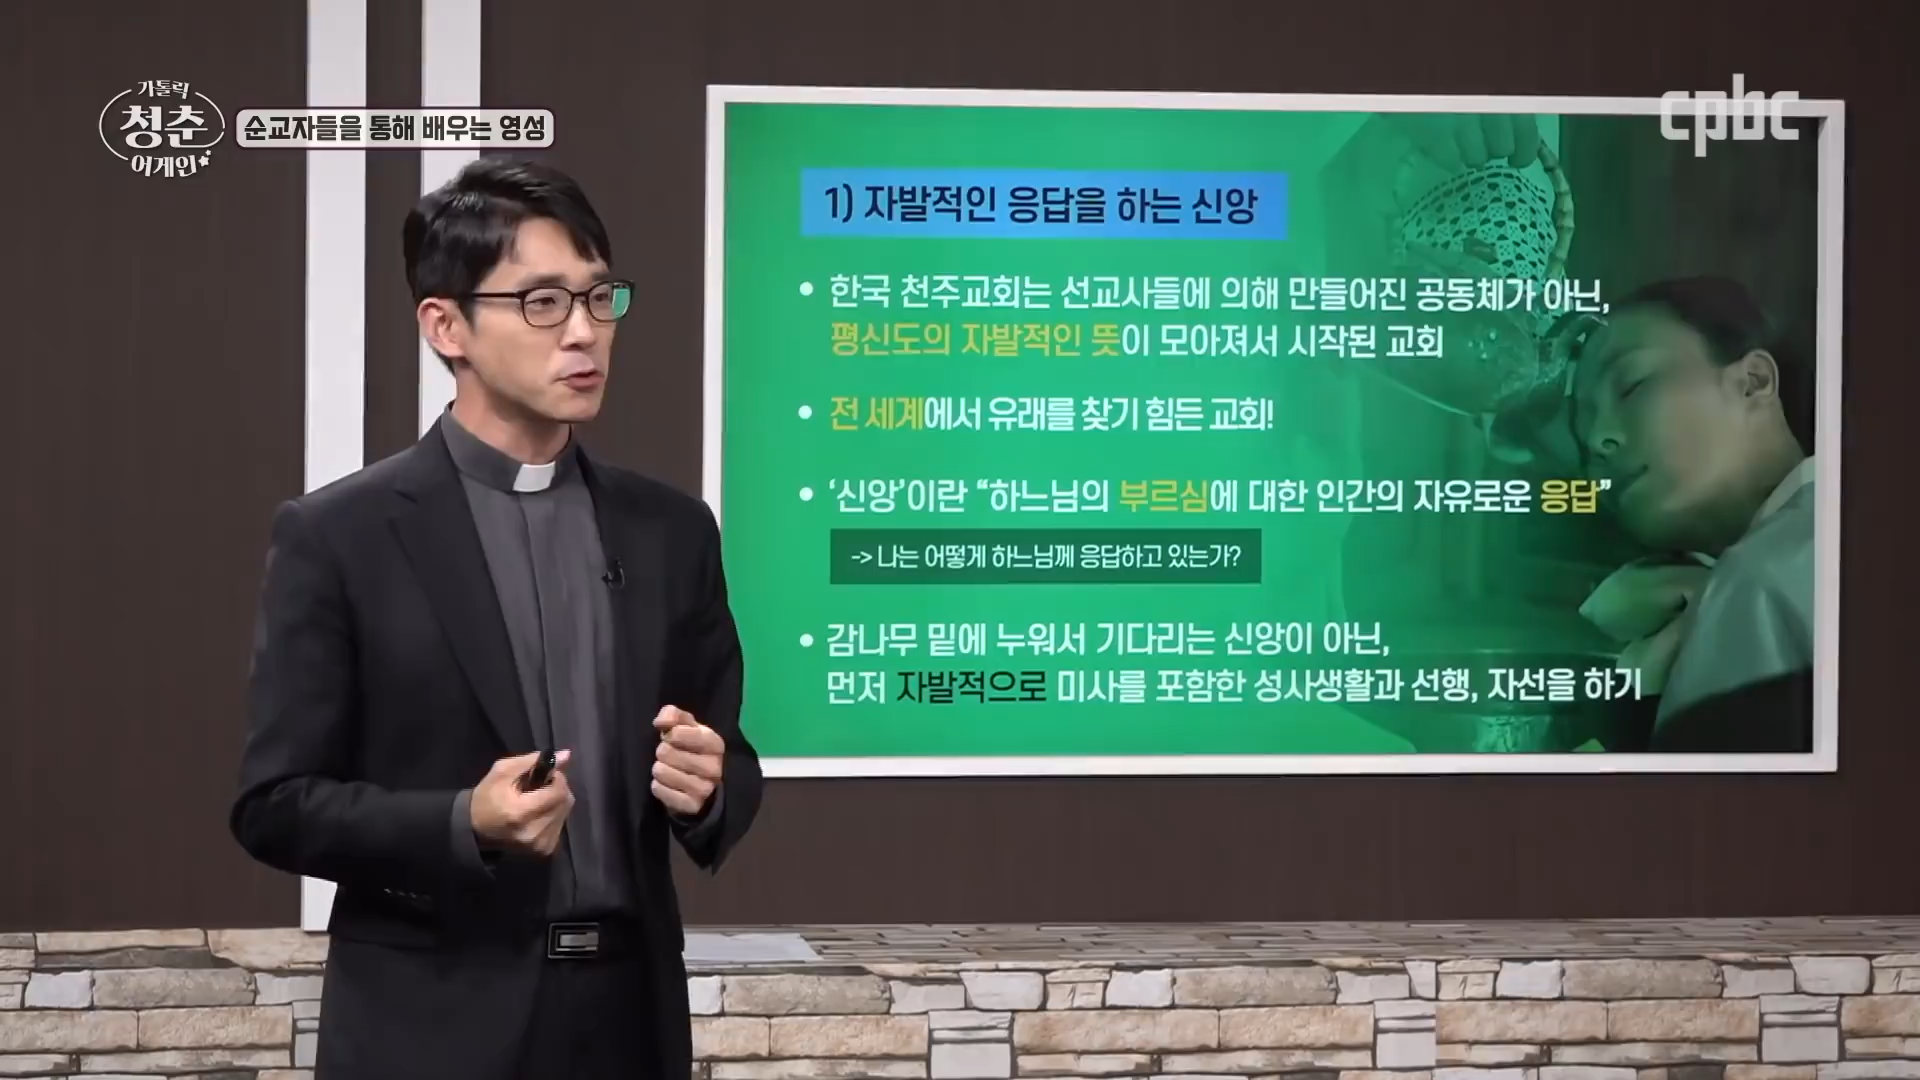 가톨릭
청춘
어게인
순교자들을 통해 배우는 영성
cpbc
1) 자발적인 응답을 하는 신앙
• 한국 천주교회는 선교사들에 의해 만들어진 공동체가 아닌,
평신도의 자발적인 뜻이 모아져서 시작된 교회
• 전 세계에서 유래를 찾기 힘든 교회!
• ‘신앙’이란 “하느님의 부르심에 대한 인간의 자유로운 응답”
-> 나는 어떻게 하느님께 응답하고 있는가?
• 감나무 밑에 누워서 기다리는 신앙이 아닌,
먼저 자발적으로 미사를 포함한 성사생활과 선행, 자선을 하기